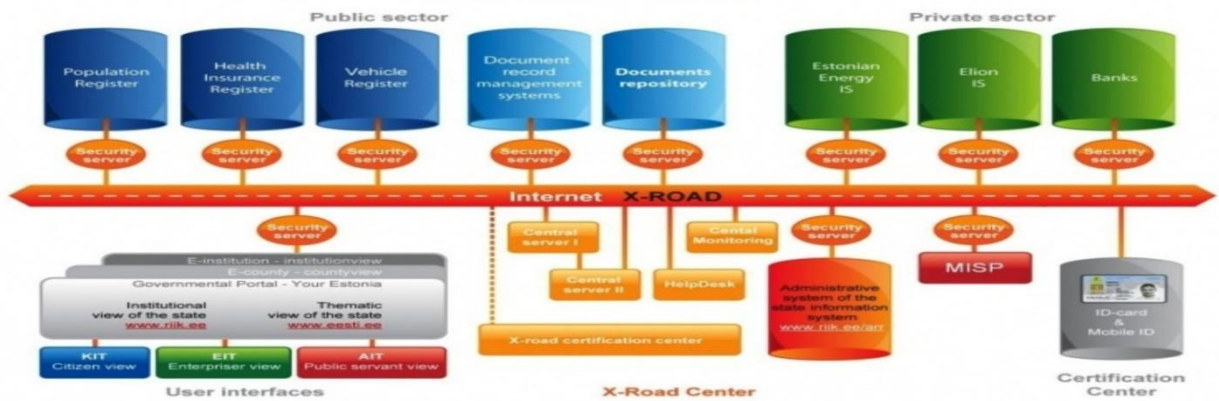 Public sector
Private sector
Population
Register
Health
Insurance
Register
Vehicle
Register
Document
record
management
systems
Documents
repository
Estonian
Energy
IS
Elion
IS
Banks
Security
server
Security
server
Security
server
Security
server
Security
server
Security
server
Security
server
Security
server
Internet X-ROAD
Security
server
E-institution - institutionview
E-county - countyview
Governmental Portal - Your Estonia
Institutional
view of the state
www.riik.ee
Thematic
view of the state
www.eesti.ee
KIT
Citizen view
EIT
Enterpriser view
AIT
Public servant view
User interfaces
Central
server I
Central
server II
HelpDesk
Cental
Monitoring
X-road certification center
X-Road Center
Security
server
Administrative
system of the
state information
system
www.riik.ee/arr
Security
server
MISP
ID-card
&
Mobile ID
Certification
Center